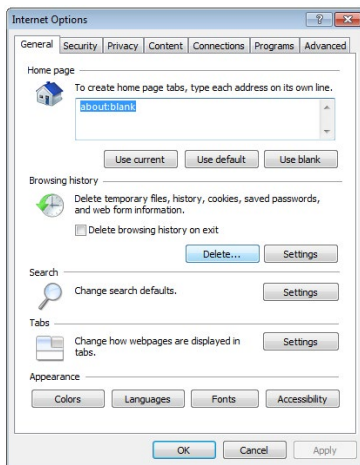 Internet Options
General Security Privacy Content Connections Programs Advanced
Home page
To create home page tabs, type each address on its own line.
about:blank
Use current Use default Use blank
Browsing history
Delete temporary files, history, cookies, saved passwords,
and web form information.
Delete browsing history on exit
Delete... Settings
Search
Change search defaults. Settings
Tabs
Change how webpages are displayed in
tabs.
Settings
Appearance
Colors Languages Fonts Accessibility
OK Cancel Apply